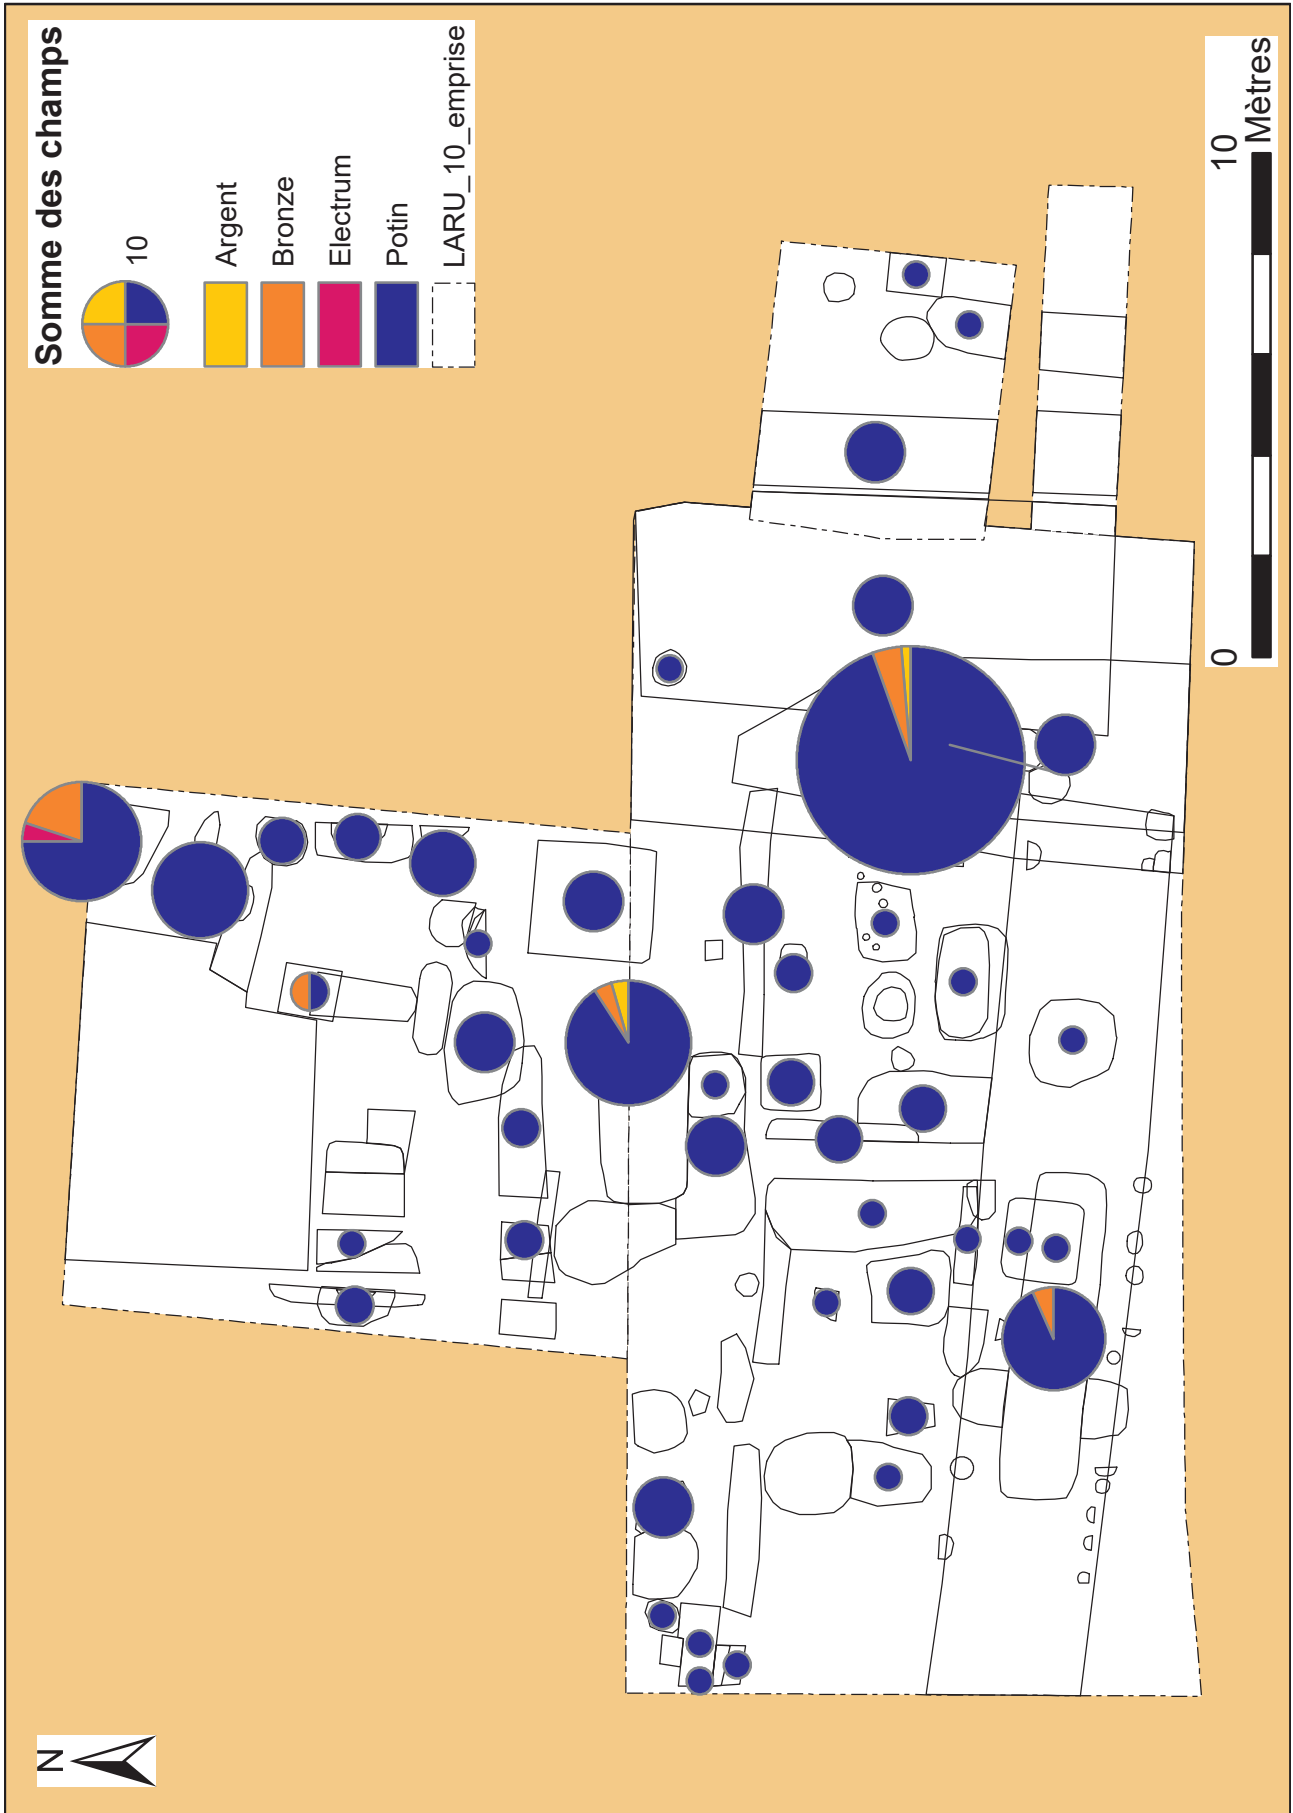 Somme des champs
10
Argent
Bronze
Electrum
Potin
LARU_10_emprise
0
10
Mètres
N